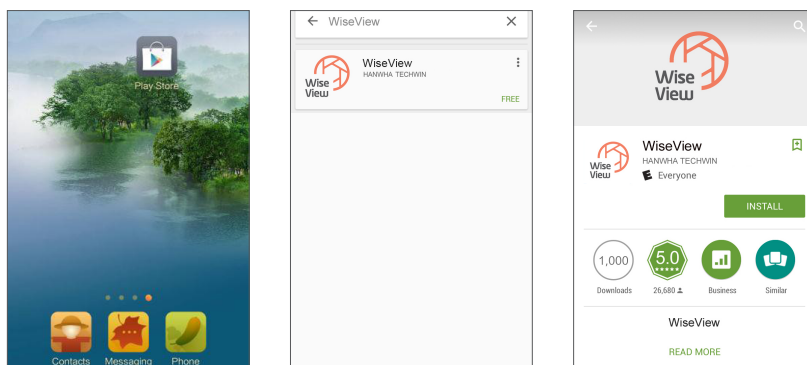 Play Store
Contacts
Messaging
Phone
WiseView
Wise
View
WiseView
HANWHA TECHWIN
FREE
Wise
View
Wise
View
WiseView
HANWHA TECHWIN
E Everyone
INSTALL
1,000
5.0
Downloads
26,680
Business
Similar
WiseView
READ MORE